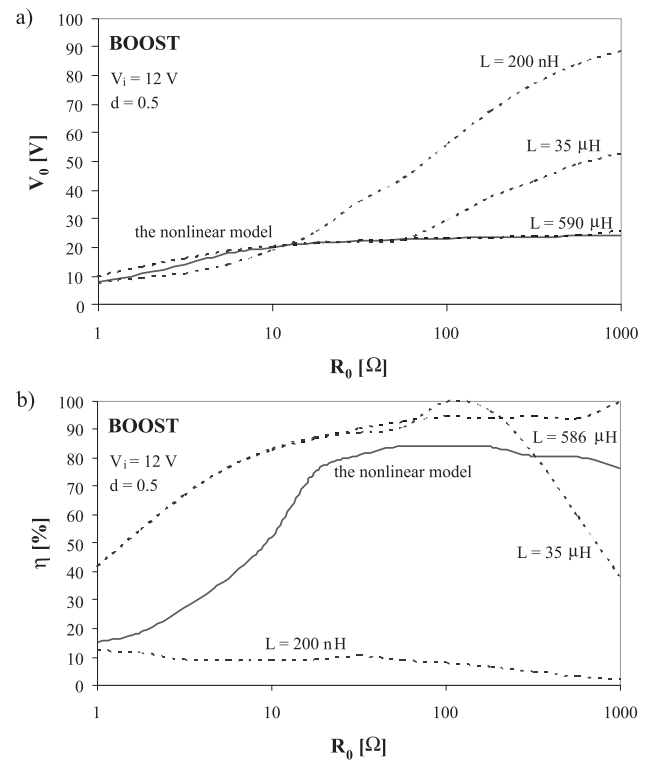 a)
100
90
80
70
60
50
40
30
20
10
0
V₀ [V]
BOOST
Vᵢ = 12 V
d = 0.5
L = 200 nH
L = 35 µH
L = 590 µH
the nonlinear model
1
10
100
1000
R₀ [Ω]
b)
100
90
80
70
60
50
40
30
20
10
0
η [%]
BOOST
Vᵢ = 12 V
d = 0.5
L = 586 µH
the nonlinear model
L = 35 µH
L = 200 nH
1
10
100
1000
R₀ [Ω]